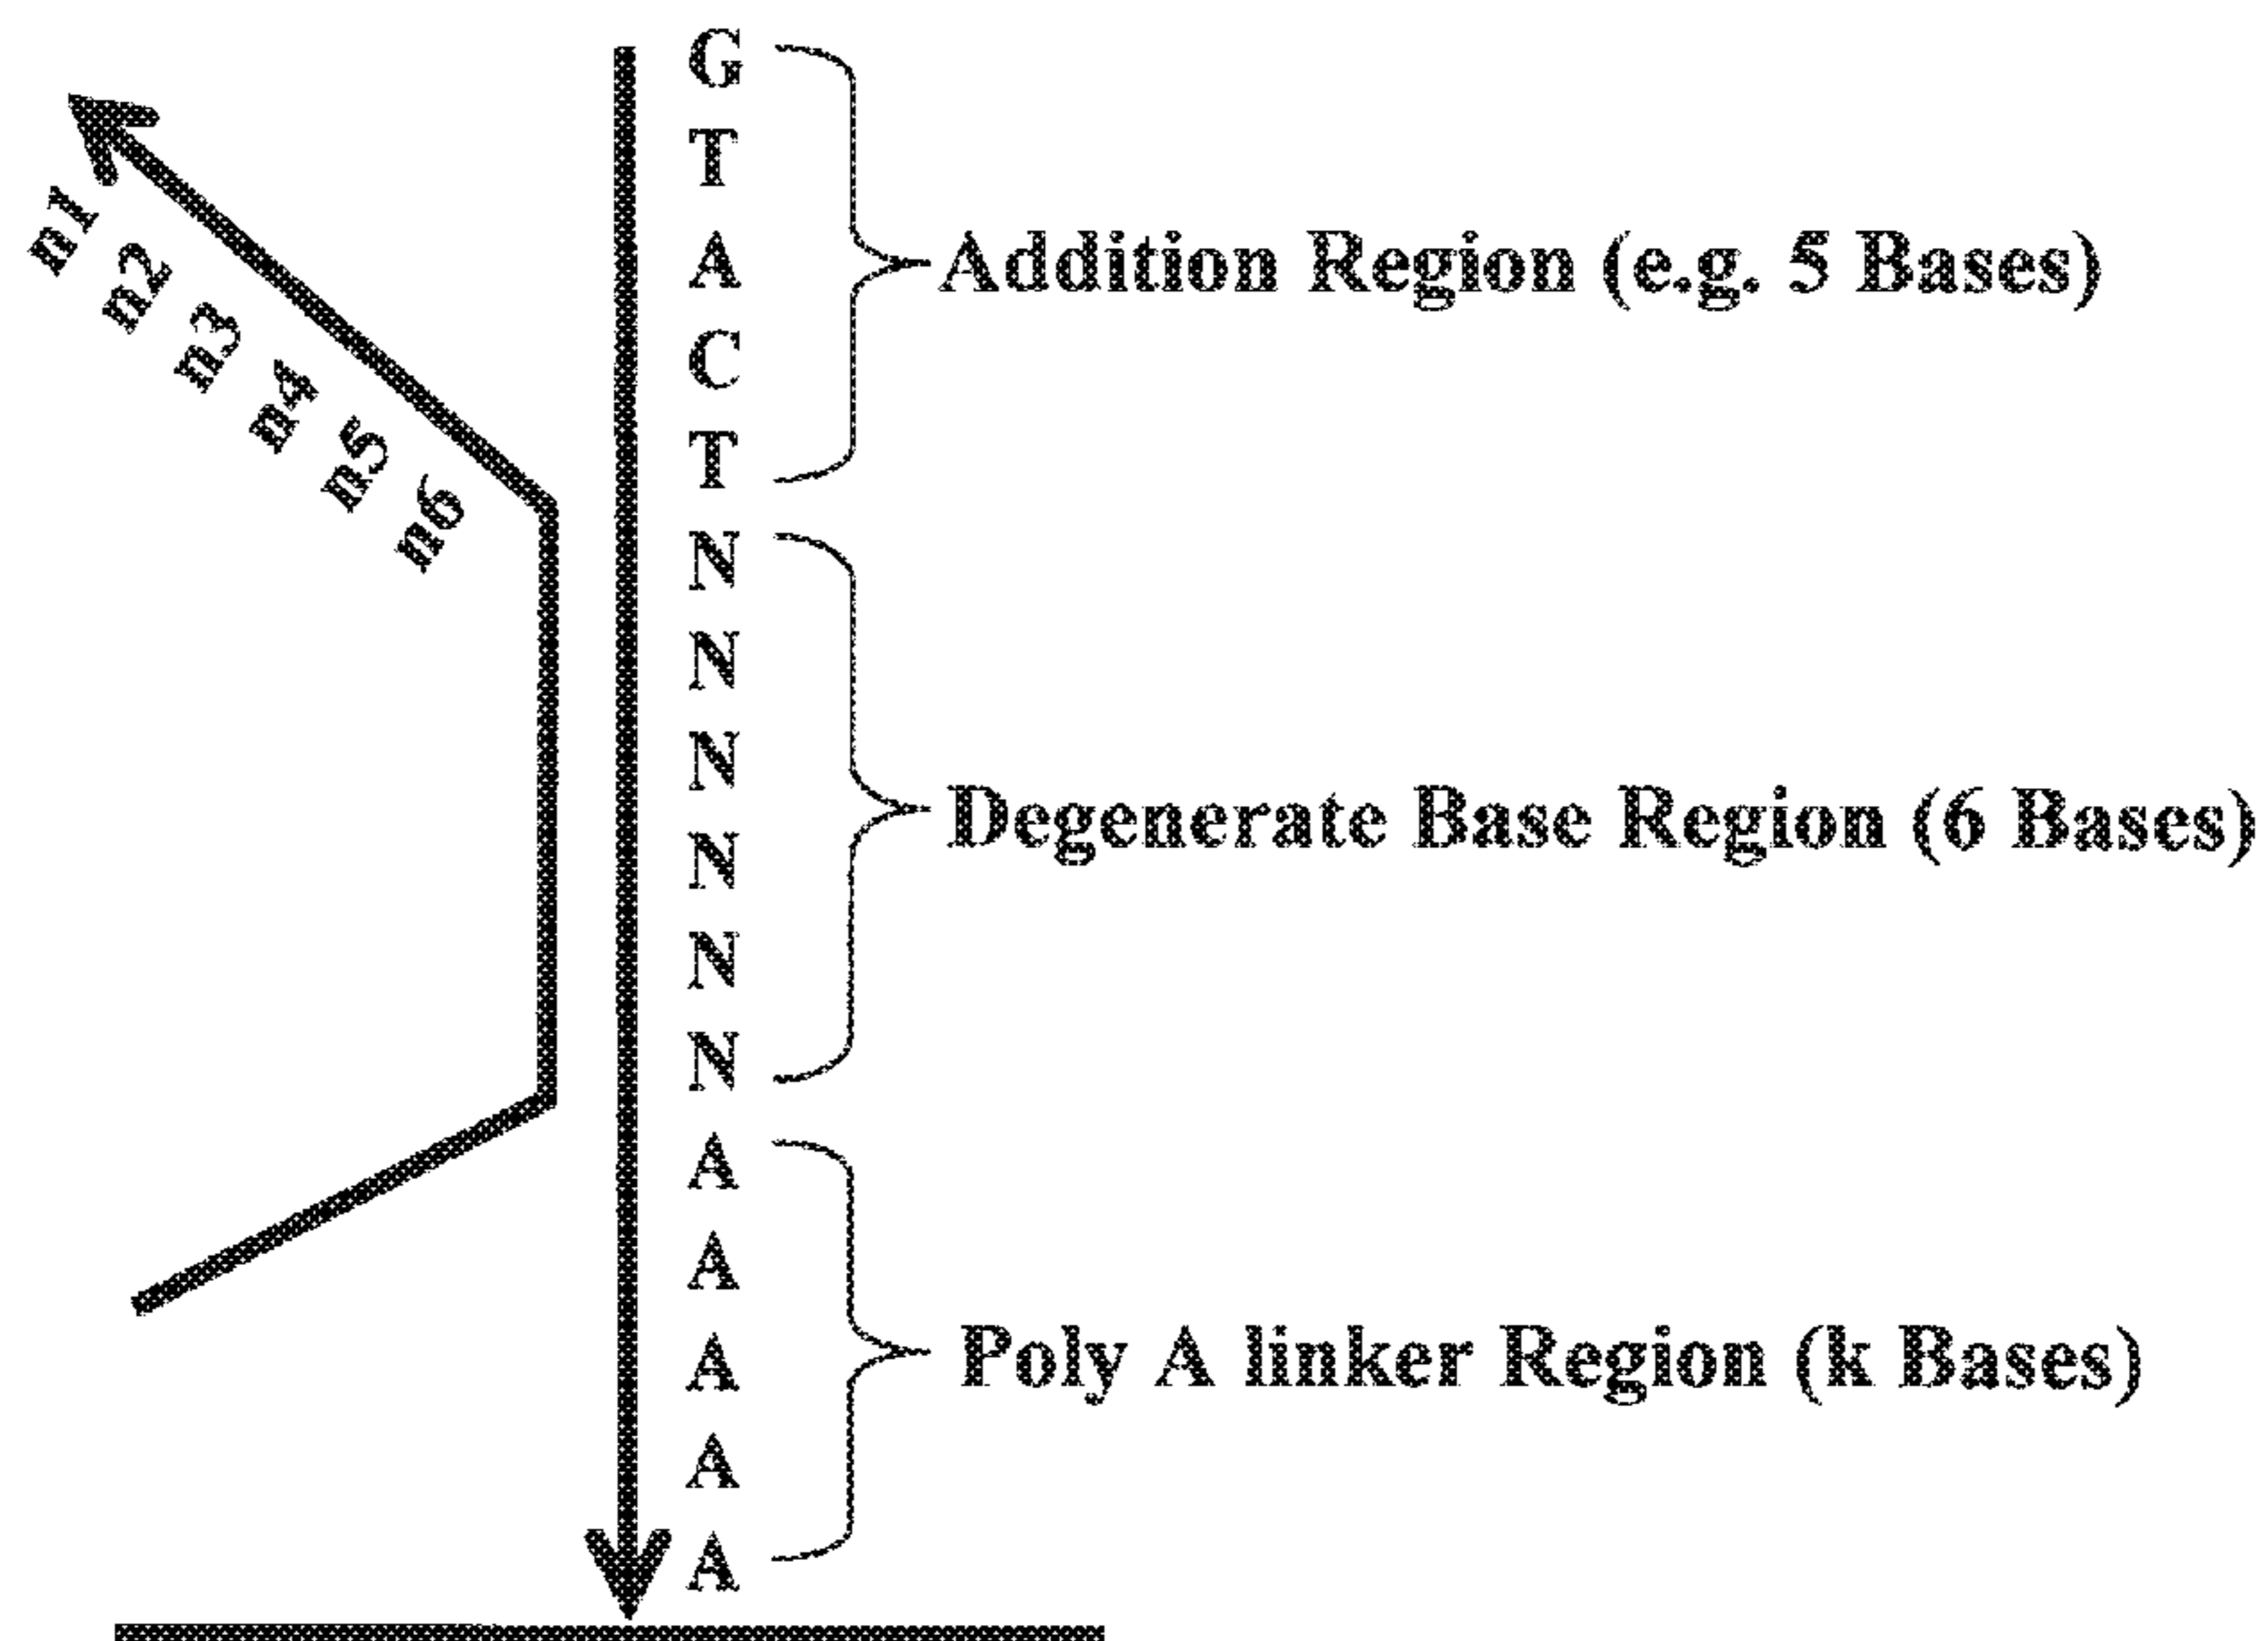 G
T
A
C
T
Addition Region (e.g. 5 Bases)
n1
n2
n3
n4
n5
n6
N
N
N
N
N
N
Degenerate Base Region (6 Bases)
A
A
A
A
A
Poly A linker Region (k Bases)